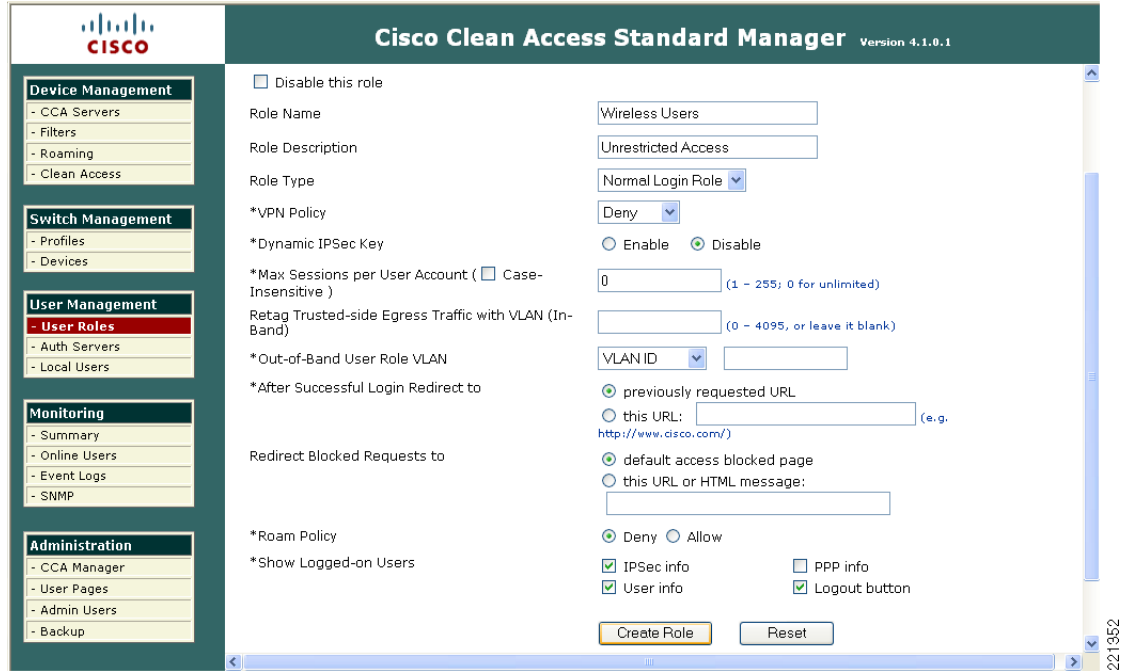 CISCO
Cisco Clean Access Standard Manager Version 4.1.0.1
Device Management
- CCA Servers
- Filters
- Roaming
- Clean Access
Switch Management
- Profiles
- Devices
User Management
- User Roles
- Auth Servers
- Local Users
Monitoring
- Summary
- Online Users
- Event Logs
- SNMP
Administration
- CCA Manager
- User Pages
- Admin Users
- Backup
Disable this role
Role Name Wireless Users
Role Description Unrestricted Access
Role Type Normal Login Role
*VPN Policy Deny
*Dynamic IPSec Key Enable Disable
*Max Sessions per User Account ( Case-
Insensitive ) 0 (1 - 255; 0 for unlimited)
Retag Trusted-side Egress Traffic with VLAN (In-
Band) (0 - 4095, or leave it blank)
*Out-of-Band User Role VLAN VLAN ID
*After Successful Login Redirect to previously requested URL
this URL: (e.g.
http://www.cisco.com/)
Redirect Blocked Requests to default access blocked page
this URL or HTML message:
*Roam Policy Deny Allow
*Show Logged-on Users IPSec info PPP info
User info Logout button
Create Role Reset
221352